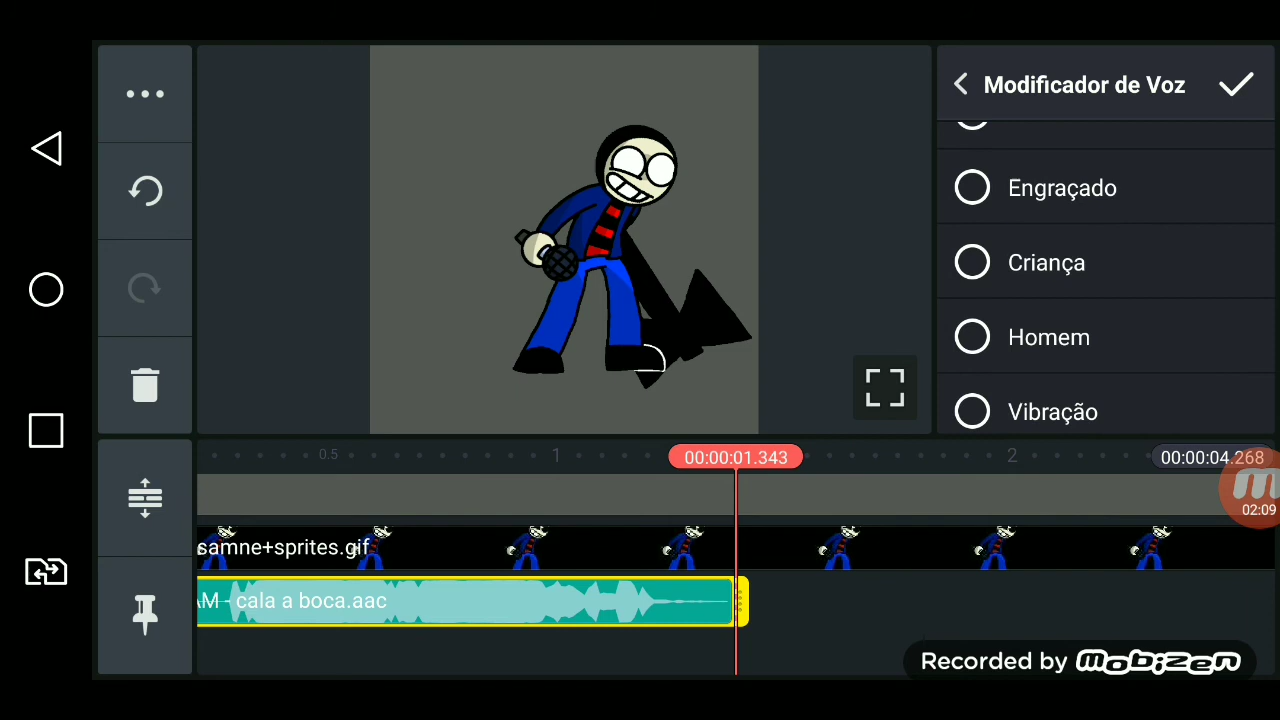 Modificador de Voz
Engraçado
Criança
Homem
Vibração
0.5
1
00:00:01.343
2
00:00:04.268
02:09
samne+sprites.gif
AM - cala a boca.aac
Recorded by mobizen